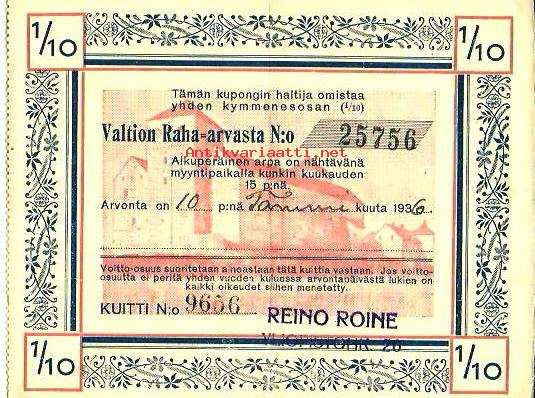 1/10
1/10
Tämän kupongin haltija omistaa
yhden kymmenesosan (1/10)
Valtion Raha-arvasta N:o 25756
Antikvariaatti.net
Alkuperäinen arpa on nähtävänä
myyntipaikalla kunkin kuukauden
15 p:nä.
Arvonta on 10 p:nä Tammi kuuta 1936
Voitto-osuus suoritetaan ainoastaan tätä kuittia vastaan. Jos voitto-
osuutta ei peritä yhden vuoden kuluessa arvontapäivästä lukien on
kaikki oikeudet siihen menetetty.
KUITTI N:o 9656
REINO ROINE
YLIOPISTONK. 20
1/10
1/10